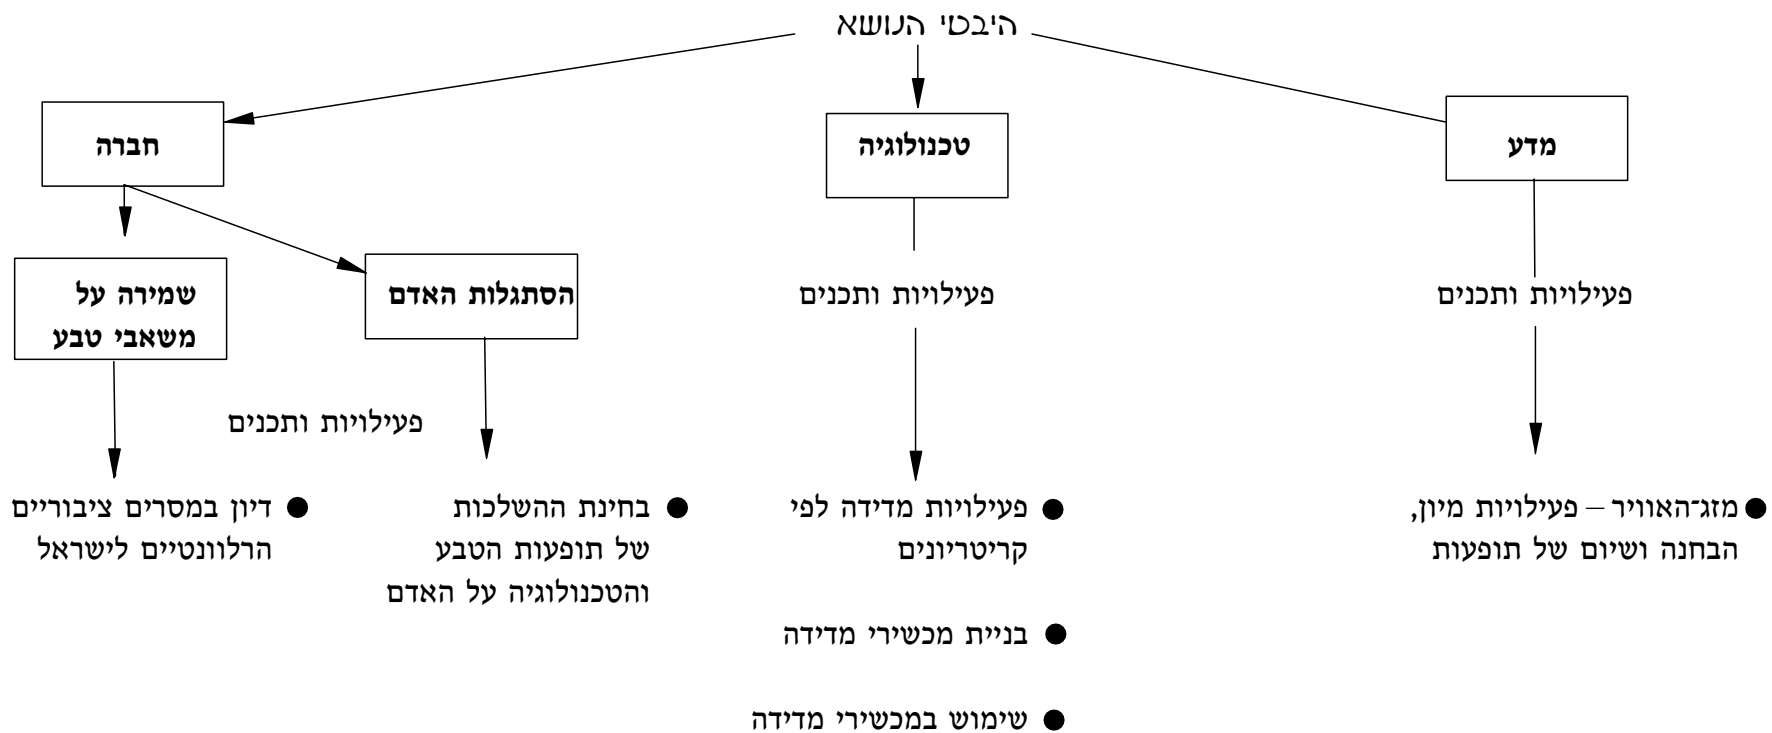 היבטי הנושא
מדע
טכנולוגיה
חברה
הסתגלות האדם
שמירה על
משאבי טבע
פעילויות ותכנים
פעילויות ותכנים
פעילויות ותכנים
● מזג־האוויר – פעילויות מיון,
הבחנה ושיום של תופעות
● פעילויות מדידה לפי
קריטריונים
● בניית מכשירי מדידה
● שימוש במכשירי מדידה
● בחינת ההשלכות
של תופעות הטבע
והטכנולוגיה על האדם
● דיון במסרים ציבוריים
הרלוונטיים לישראל